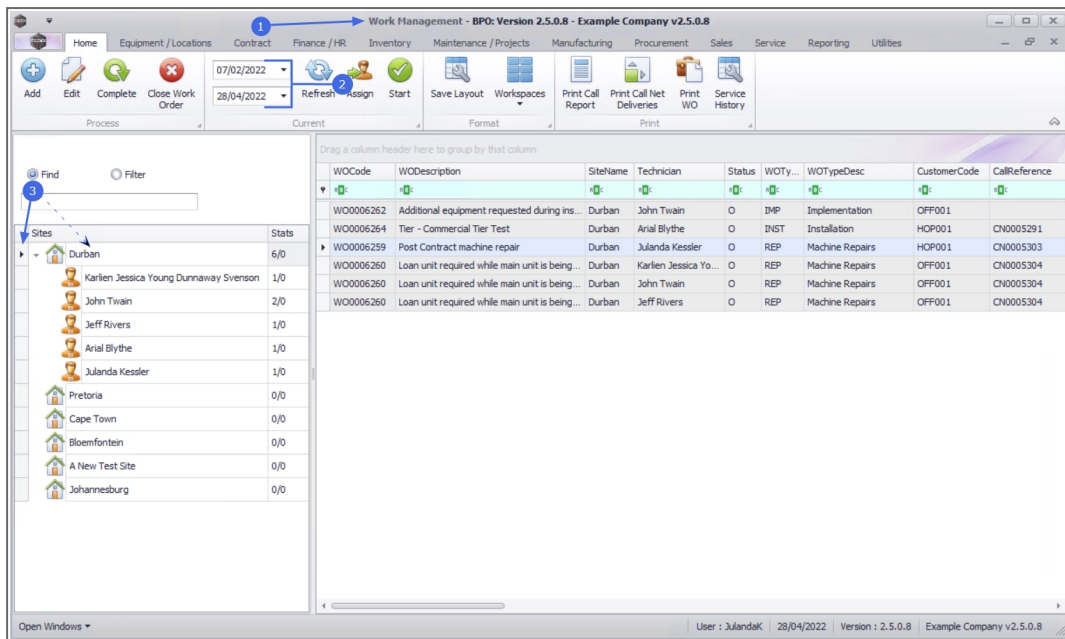 1
Work Management - BPO: Version 2.5.0.8 - Example Company v2.5.0.8
Home Equipment / Locations Contract Finance / HR Inventory Maintenance / Projects Manufacturing Procurement Sales Service Reporting Utilities
07/02/2022
28/04/2022
2
Add Edit Complete Close Work Order Refresh Assign Start Save Layout Workspaces Print Call Report Print Call Net Deliveries Print WO Service History
Process Current Format Print
Drag a column header here to group by that column
Find Filter
3
Sites Stats
Durban 6/0
Karlien Jessica Young Dunnaway Svenson 1/0
John Twain 2/0
Jeff Rivers 1/0
Arial Blythe 1/0
Julanda Kessler 1/0
Pretoria 0/0
Cape Town 0/0
Bloemfontein 0/0
A New Test Site 0/0
Johannesburg 0/0
WOCode WODescription SiteName Technician Status WOTy... WOTypeDesc CustomerCode CallReference
WO0006262 Additional equipment requested during ins... Durban John Twain O IMP Implementation OFF001
WO0006264 Tier - Commercial Tier Test Durban Arial Blythe O INST Installation HOP001 CN0005291
WO0006259 Post Contract machine repair Durban Julanda Kessler O REP Machine Repairs HOP001 CN0005303
WO0006260 Loan unit required while main unit is being... Durban Karlien Jessica Yo... O REP Machine Repairs OFF001 CN0005304
WO0006260 Loan unit required while main unit is being... Durban John Twain O REP Machine Repairs OFF001 CN0005304
WO0006260 Loan unit required while main unit is being... Durban Jeff Rivers O REP Machine Repairs OFF001 CN0005304
Open Windows User : JulandaK 28/04/2022 Version : 2.5.0.8 Example Company v2.5.0.8